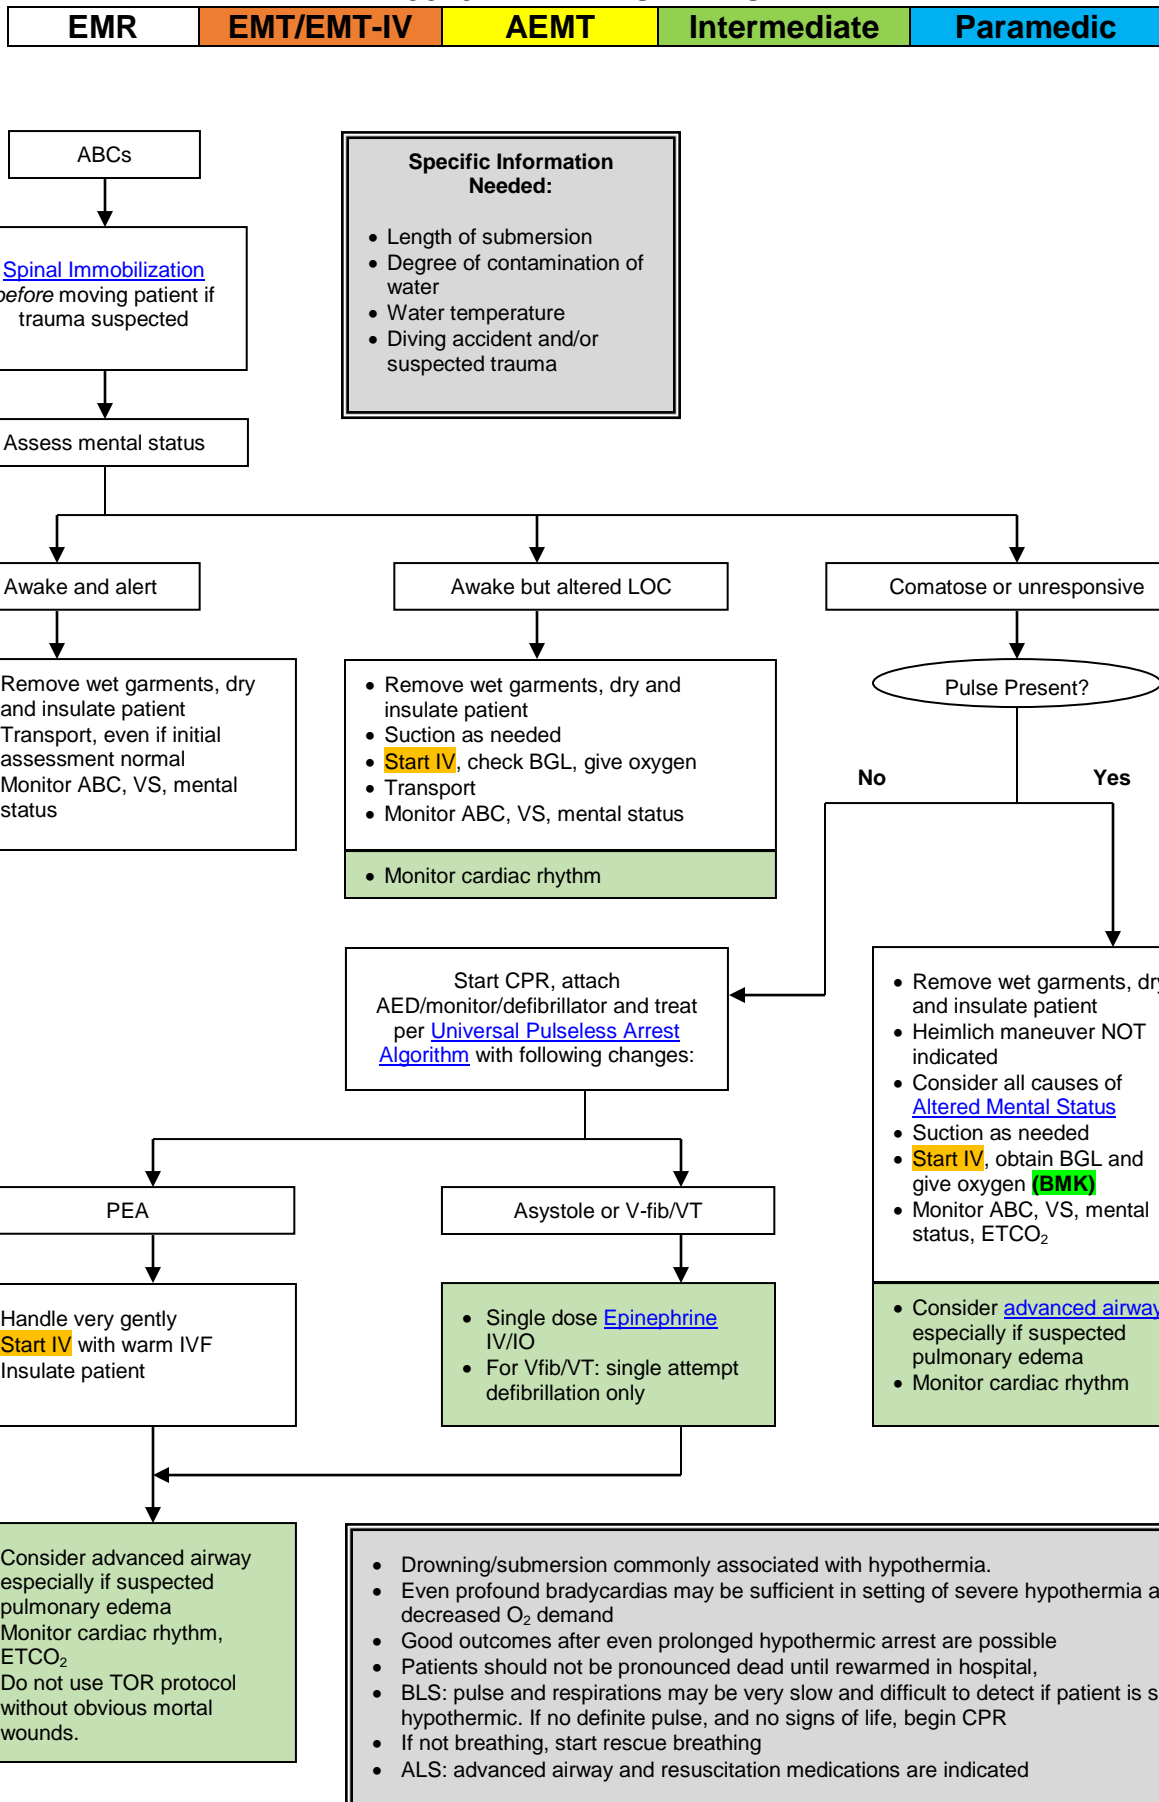 EMR
EMT/EMT-IV
AEMT
Intermediate
Paramedic
ABCs
Specific Information
Needed:
• Length of submersion
• Degree of contamination of
water
• Water temperature
• Diving accident and/or
suspected trauma
Spinal Immobilization
before moving patient if
trauma suspected
Assess mental status
Awake and alert
Awake but altered LOC
Comatose or unresponsive
Remove wet garments, dry
and insulate patient
Transport, even if initial
assessment normal
Monitor ABC, VS, mental
status
• Remove wet garments, dry and
insulate patient
• Suction as needed
• Start IV, check BGL, give oxygen
• Transport
• Monitor ABC, VS, mental status
• Monitor cardiac rhythm
Pulse Present?
No
Yes
Start CPR, attach
AED/monitor/defibrillator and treat
per Universal Pulseless Arrest
Algorithm with following changes:
• Remove wet garments, dry
and insulate patient
• Heimlich maneuver NOT
indicated
• Consider all causes of
Altered Mental Status
• Suction as needed
• Start IV, obtain BGL and
give oxygen (BMK)
• Monitor ABC, VS, mental
status, ETCO2
• Consider advanced airway
especially if suspected
pulmonary edema
• Monitor cardiac rhythm
PEA
Asystole or V-fib/VT
Handle very gently
Start IV with warm IVF
Insulate patient
• Single dose Epinephrine
IV/IO
• For Vfib/VT: single attempt
defibrillation only
Consider advanced airway
especially if suspected
pulmonary edema
Monitor cardiac rhythm,
ETCO2
Do not use TOR protocol
without obvious mortal
wounds.
• Drowning/submersion commonly associated with hypothermia.
• Even profound bradycardias may be sufficient in setting of severe hypothermia a
decreased O2 demand
• Good outcomes after even prolonged hypothermic arrest are possible
• Patients should not be pronounced dead until rewarmed in hospital,
• BLS: pulse and respirations may be very slow and difficult to detect if patient is s
hypothermic. If no definite pulse, and no signs of life, begin CPR
• If not breathing, start rescue breathing
• ALS: advanced airway and resuscitation medications are indicated